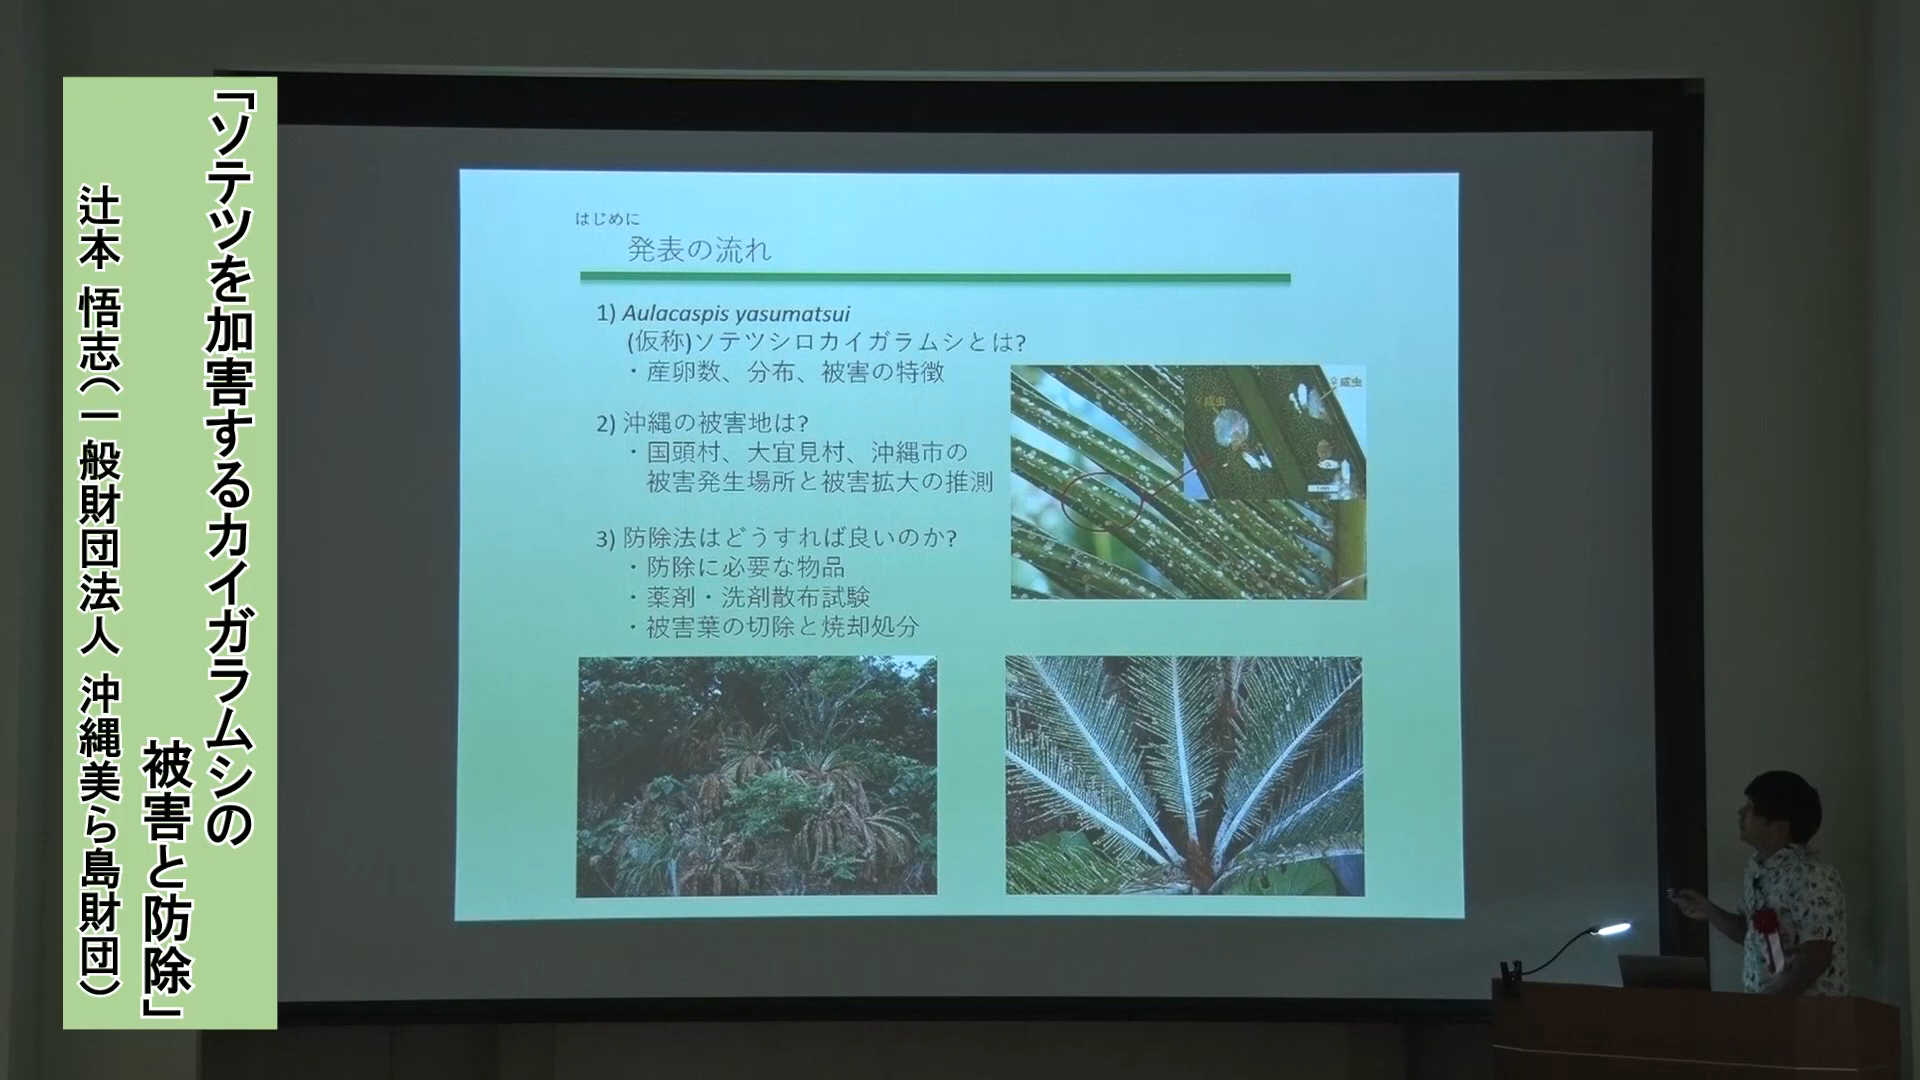 「ソテツを加害するカイガラムシの
被害と防除」
辻本 悟志(一般財団法人 沖縄美ら島財団)
はじめに
発表の流れ
1) Aulacaspis yasumatsui
(仮称)ソテツシロカイガラムシとは?
・産卵数、分布、被害の特徴
2) 沖縄の被害地は?
・国頭村、大宜見村、沖縄市の
被害発生場所と被害拡大の推測
3) 防除法はどうすれば良いのか?
・防除に必要な物品
・薬剤・洗剤散布試験
・被害葉の切除と焼却処分
♀成虫
♀成虫